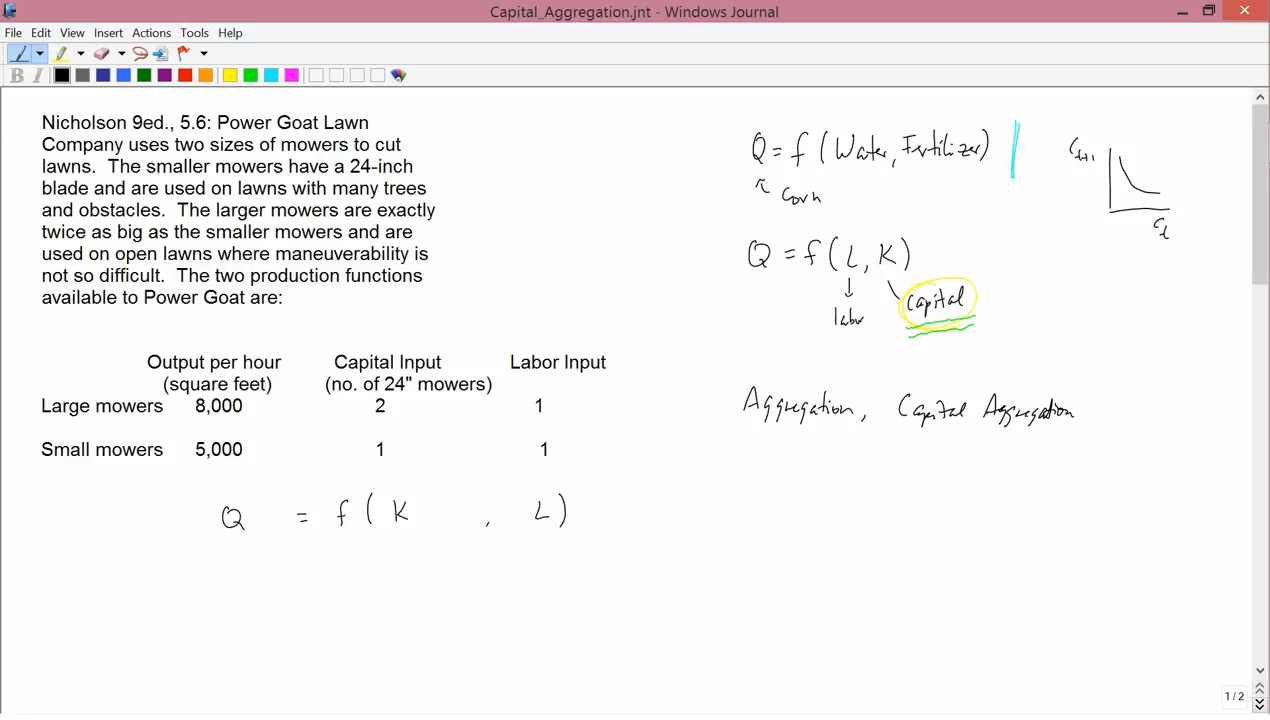 Capital_Aggregation.jnt - Windows Journal
File Edit View Insert Actions Tools Help
B I
Nicholson 9ed., 5.6: Power Goat Lawn
Company uses two sizes of mowers to cut
lawns. The smaller mowers have a 24-inch
blade and are used on lawns with many trees
and obstacles. The larger mowers are exactly
twice as big as the smaller mowers and are
used on open lawns where maneuverability is
not so difficult. The two production functions
available to Power Goat are:
Output per hour Capital Input Labor Input
(square feet) (no. of 24" mowers)
Large mowers 8,000 2 1
Small mowers 5,000 1 1
Q = f ( K , L )
Q = f ( Water, Fertilizer )
Corn
Q = f ( L, K )
labor
Capital
Aggregation, Capital Aggregation
C t+1
C t
1 / 2